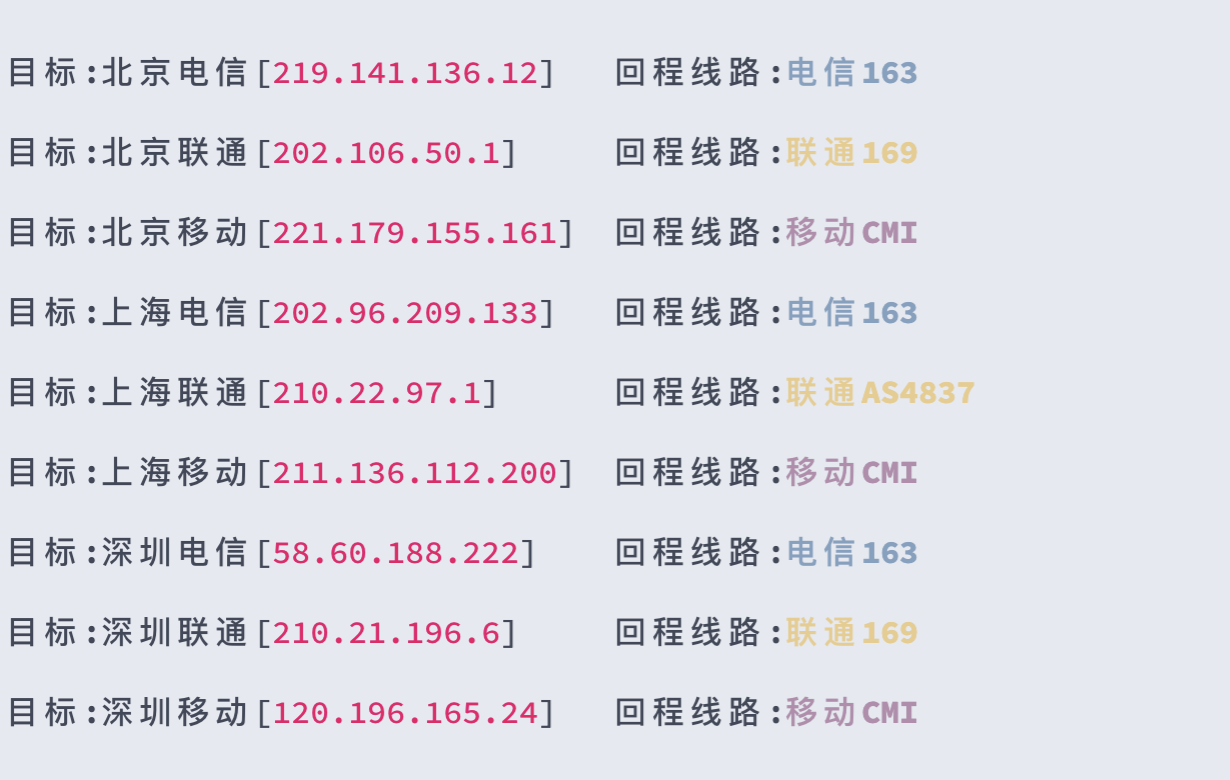 目标:北京电信[219.141.136.12] 回程线路:电信163
目标:北京联通[202.106.50.1] 回程线路:联通169
目标:北京移动[221.179.155.161] 回程线路:移动CMI
目标:上海电信[202.96.209.133] 回程线路:电信163
目标:上海联通[210.22.97.1] 回程线路:联通AS4837
目标:上海移动[211.136.112.200] 回程线路:移动CMI
目标:深圳电信[58.60.188.222] 回程线路:电信163
目标:深圳联通[210.21.196.6] 回程线路:联通169
目标:深圳移动[120.196.165.24] 回程线路:移动CMI